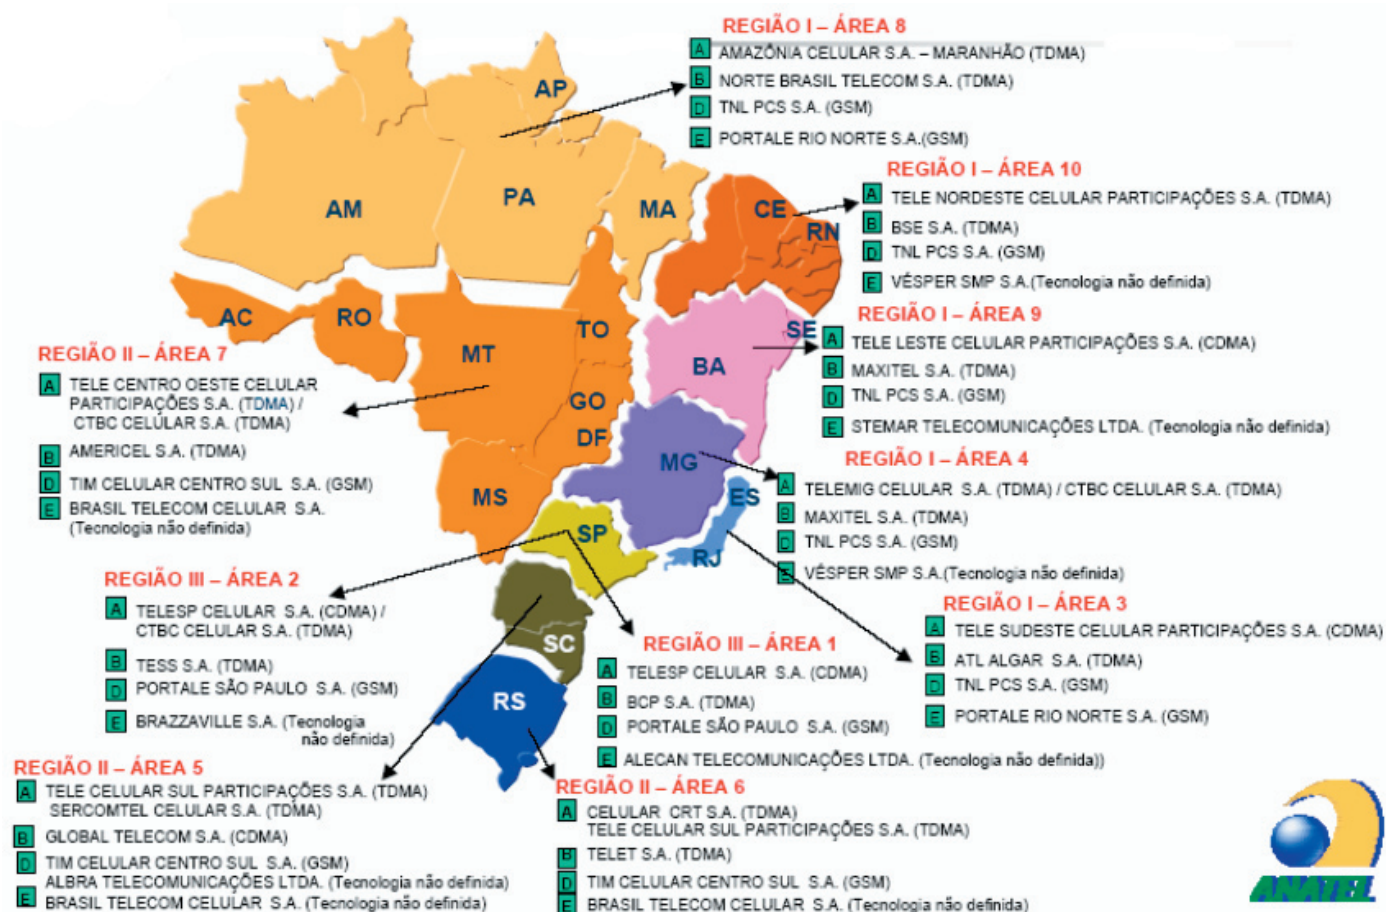 REGIÃO I – ÁREA 8
A AMAZÔNIA CELULAR S.A. – MARANHÃO (TDMA)
B NORTE BRASIL TELECOM S.A. (TDMA)
D TNL PCS S.A. (GSM)
E PORTALE RIO NORTE S.A.(GSM)
REGIÃO I – ÁREA 10
A TELE NORDESTE CELULAR PARTICIPAÇÕES S.A. (TDMA)
B BSE S.A. (TDMA)
D TNL PCS S.A. (GSM)
E VÉSPER SMP S.A.(Tecnologia não definida)
REGIÃO I – ÁREA 9
A TELE LESTE CELULAR PARTICIPAÇÕES S.A. (CDMA)
B MAXITEL S.A. (TDMA)
D TNL PCS S.A. (GSM)
E STEMAR TELECOMUNICAÇÕES LTDA. (Tecnologia não definida)
REGIÃO I – ÁREA 4
A TELEMIG CELULAR S.A. (TDMA) / CTBC CELULAR S.A. (TDMA)
B MAXITEL S.A. (TDMA)
D TNL PCS S.A. (GSM)
E VÉSPER SMP S.A.(Tecnologia não definida)
REGIÃO I – ÁREA 3
A TELE SUDESTE CELULAR PARTICIPAÇÕES S.A. (CDMA)
B ATL ALGAR S.A. (TDMA)
D TNL PCS S.A. (GSM)
E PORTALE RIO NORTE S.A. (GSM)
AP
AM
PA
MA
CE
RN
AC
RO
MT
TO
BA
SE
GO
DF
MS
MG
ES
SP
RJ
SC
RS
REGIÃO II – ÁREA 7
A TELE CENTRO OESTE CELULAR
PARTICIPAÇÕES S.A. (TDMA) /
CTBC CELULAR S.A. (TDMA)
B AMERICEL S.A. (TDMA)
D TIM CELULAR CENTRO SUL S.A. (GSM)
E BRASIL TELECOM CELULAR S.A.
(Tecnologia não definida)
REGIÃO III – ÁREA 2
A TELESP CELULAR S.A. (CDMA) /
CTBC CELULAR S.A. (TDMA)
B TESS S.A. (TDMA)
D PORTALE SÃO PAULO S.A. (GSM)
E BRAZZAVILLE S.A. (Tecnologia
não definida)
REGIÃO III – ÁREA 1
A TELESP CELULAR S.A. (CDMA)
B BCP S.A. (TDMA)
D PORTALE SÃO PAULO S.A. (GSM)
E ALECAN TELECOMUNICAÇÕES LTDA. (Tecnologia não definida))
REGIÃO II – ÁREA 5
A TELE CELULAR SUL PARTICIPAÇÕES S.A. (TDMA)
SERCOMTEL CELULAR S.A. (TDMA)
B GLOBAL TELECOM S.A. (CDMA)
D TIM CELULAR CENTRO SUL S.A. (GSM)
ALBRA TELECOMUNICAÇÕES LTDA. (Tecnologia não definida)
E BRASIL TELECOM CELULAR S.A. (Tecnologia não definida)
REGIÃO II – ÁREA 6
A CELULAR CRT S.A. (TDMA)
TELE CELULAR SUL PARTICIPAÇÕES S.A. (TDMA)
B TELET S.A. (TDMA)
D TIM CELULAR CENTRO SUL S.A. (GSM)
E BRASIL TELECOM CELULAR S.A. (Tecnologia não definida)
ANATEL